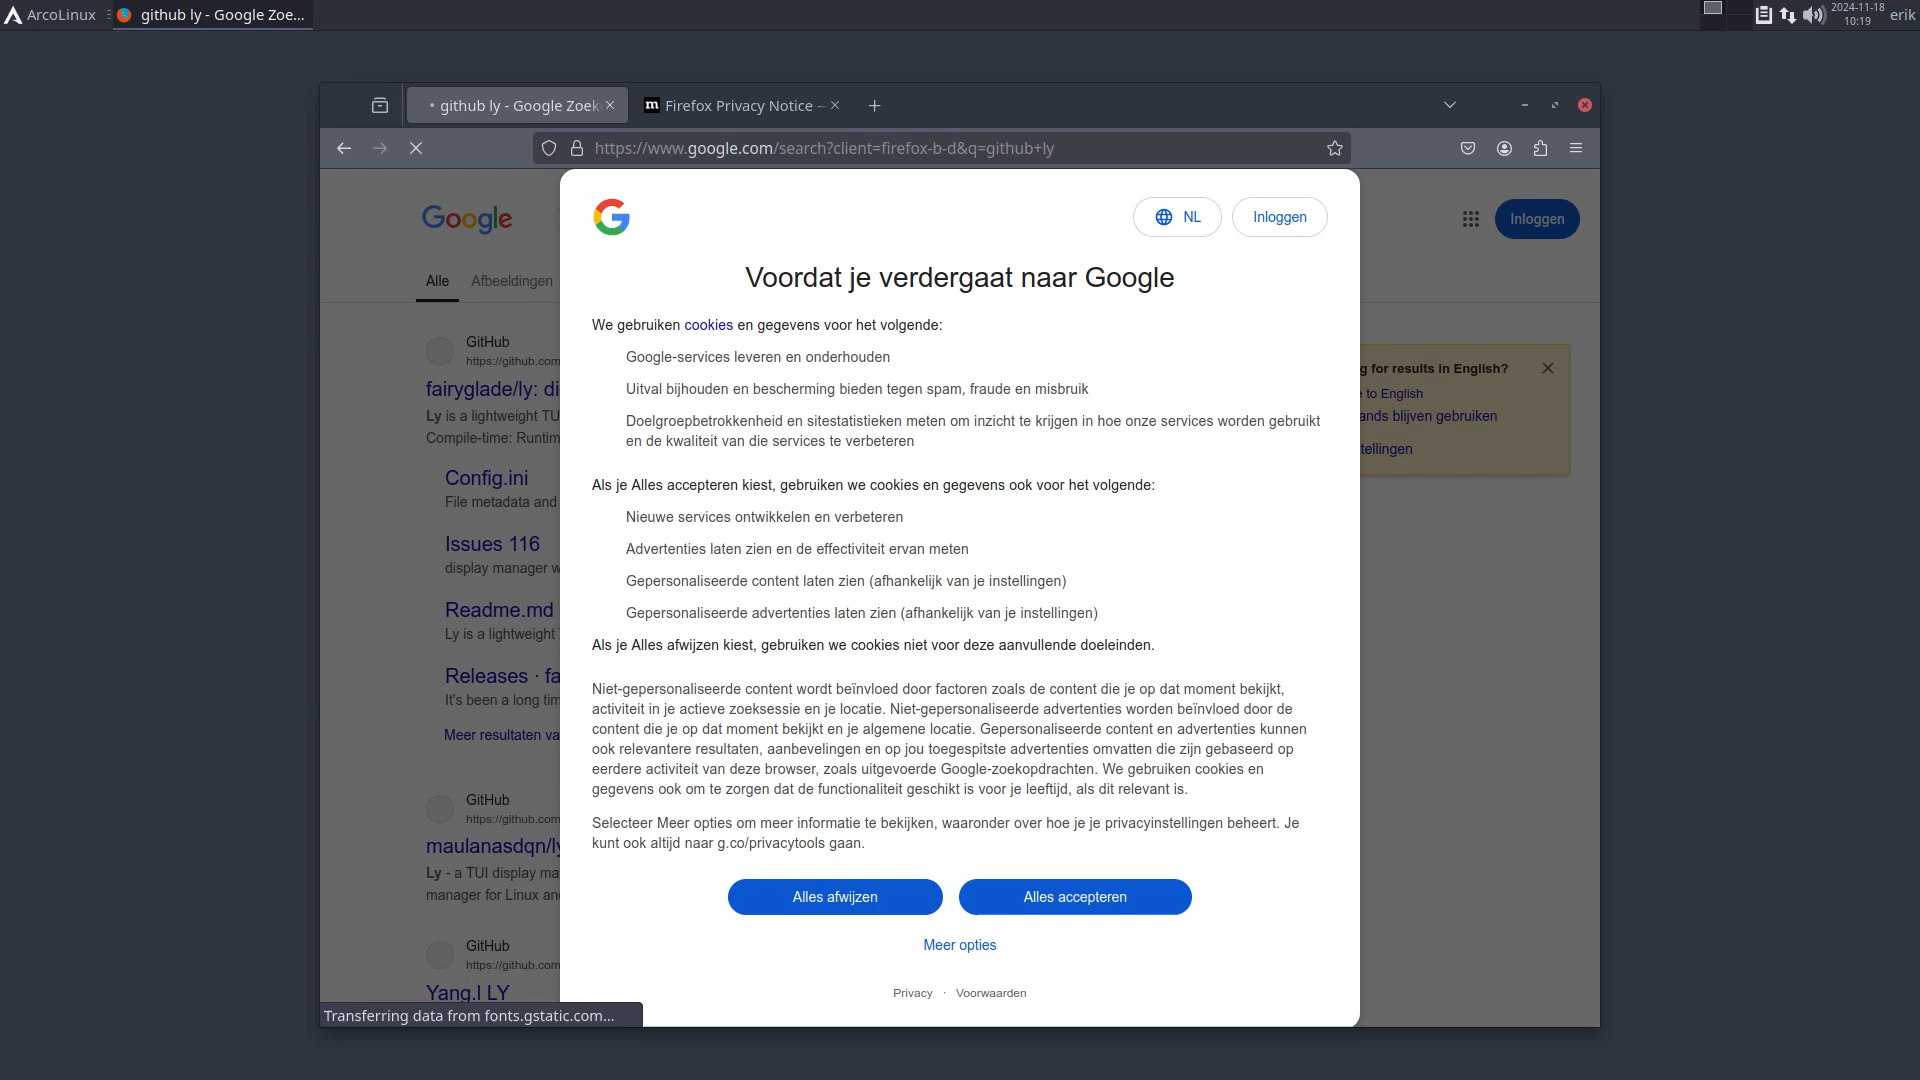 ArcoLinux
github ly - Google Zoe...
2024-11-18
10:19
erik
github ly - Google Zoek
Firefox Privacy Notice —
https://www.google.com/search?client=firefox-b-d&q=github+ly
Google
Inloggen
Alle
Afbeeldingen
GitHub
https://github.com
fairyglade/ly: di
Ly is a lightweight TU
Compile-time: Runtim
Config.ini
File metadata and
Issues 116
display manager w
Readme.md
Ly is a lightweight
Releases · fa
It's been a long tim
Meer resultaten va
GitHub
https://github.com
maulanasdqn/ly
Ly - a TUI display ma
manager for Linux and
GitHub
https://github.com
Yang.l LY
NL
Inloggen
Voordat je verdergaat naar Google
We gebruiken cookies en gegevens voor het volgende:
Google-services leveren en onderhouden
Uitval bijhouden en bescherming bieden tegen spam, fraude en misbruik
Doelgroepbetrokkenheid en sitestatistieken meten om inzicht te krijgen in hoe onze services worden gebruikt
en de kwaliteit van die services te verbeteren
Als je Alles accepteren kiest, gebruiken we cookies en gegevens ook voor het volgende:
Nieuwe services ontwikkelen en verbeteren
Advertenties laten zien en de effectiviteit ervan meten
Gepersonaliseerde content laten zien (afhankelijk van je instellingen)
Gepersonaliseerde advertenties laten zien (afhankelijk van je instellingen)
Als je Alles afwijzen kiest, gebruiken we cookies niet voor deze aanvullende doeleinden.
Niet-gepersonaliseerde content wordt beïnvloed door factoren zoals de content die je op dat moment bekijkt,
activiteit in je actieve zoeksessie en je locatie. Niet-gepersonaliseerde advertenties worden beïnvloed door de
content die je op dat moment bekijkt en je algemene locatie. Gepersonaliseerde content en advertenties kunnen
ook relevantere resultaten, aanbevelingen en op jou toegespitste advertenties omvatten die zijn gebaseerd op
eerdere activiteit van deze browser, zoals uitgevoerde Google-zoekopdrachten. We gebruiken cookies en
gegevens ook om te zorgen dat de functionaliteit geschikt is voor je leeftijd, als dit relevant is.
Selecteer Meer opties om meer informatie te bekijken, waaronder over hoe je je privacyinstellingen beheert. Je
kunt ook altijd naar g.co/privacytools gaan.
Alles afwijzen
Alles accepteren
Meer opties
Privacy · Voorwaarden
g for results in English?
e to English
ands blijven gebruiken
tellingen
Transferring data from fonts.gstatic.com...